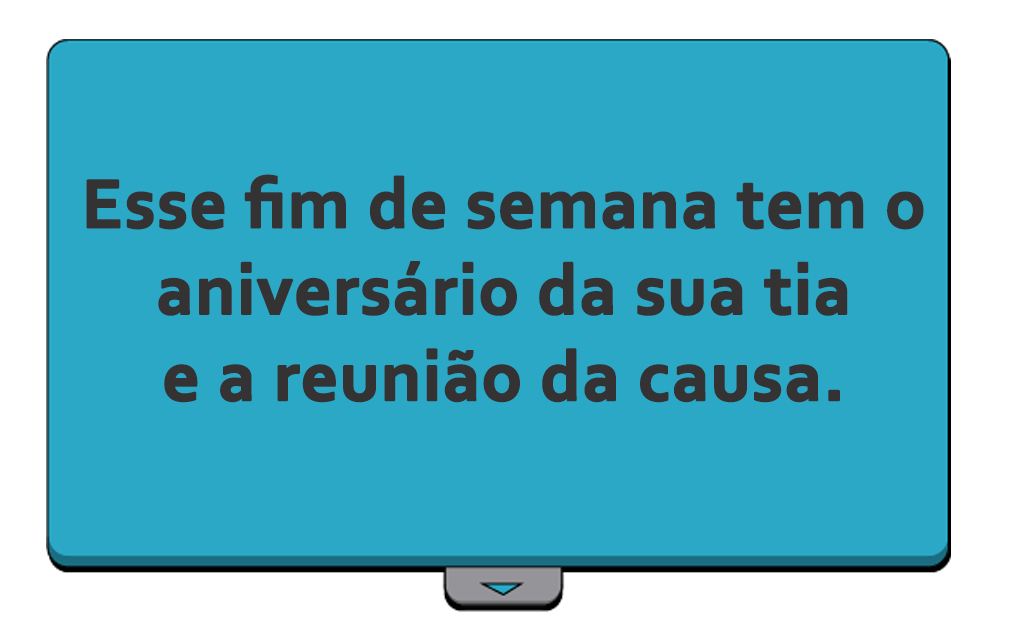 Esse fim de semana tem o
aniversário da sua tia
e a reunião da causa.